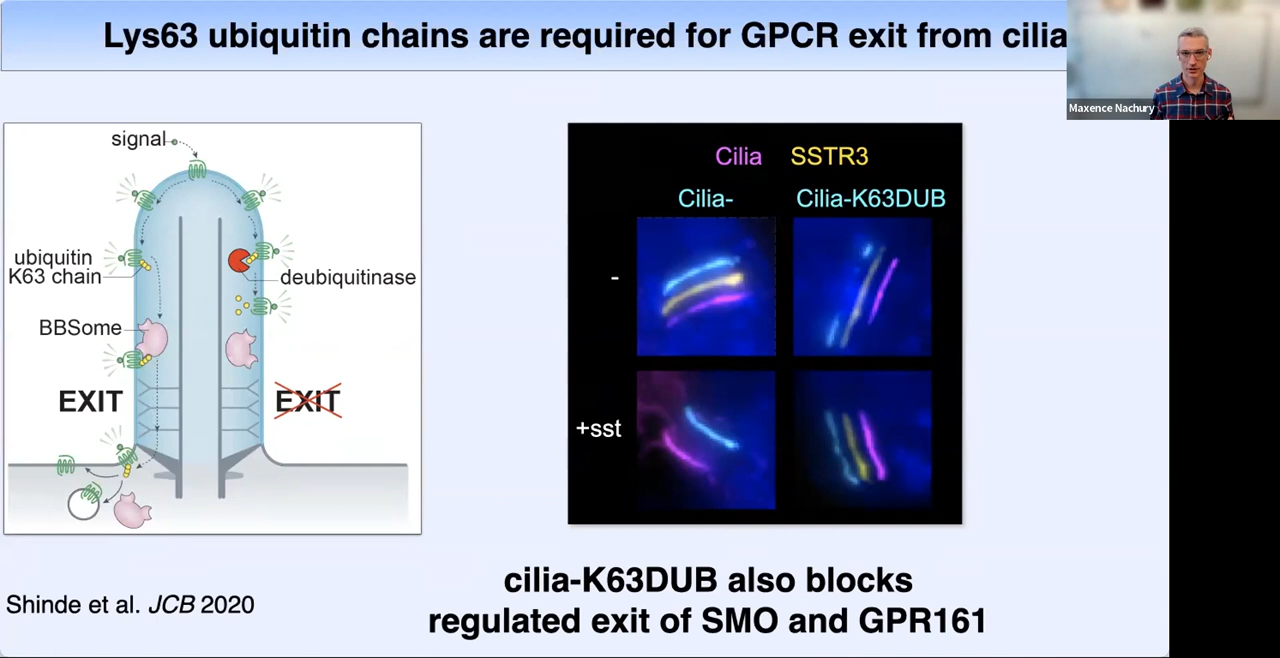 Lys63 ubiquitin chains are required for GPCR exit from cilia
Maxence Nachury
signal
ubiquitin
K63 chain
deubiquitinase
BBSome
EXIT
EXIT
Cilia SSTR3
Cilia- Cilia-K63DUB
-
+sst
Shinde et al. JCB 2020
cilia-K63DUB also blocks
regulated exit of SMO and GPR161